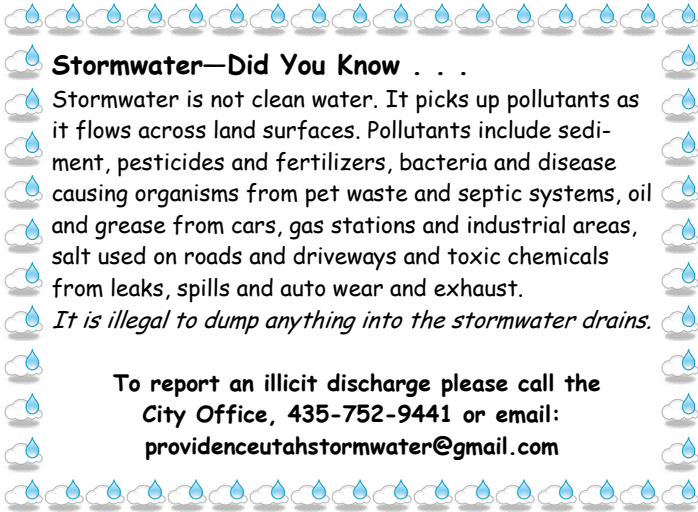 Stormwater—Did You Know . . .
Stormwater is not clean water. It picks up pollutants as
it flows across land surfaces. Pollutants include sedi-
ment, pesticides and fertilizers, bacteria and disease
causing organisms from pet waste and septic systems, oil
and grease from cars, gas stations and industrial areas,
salt used on roads and driveways and toxic chemicals
from leaks, spills and auto wear and exhaust.
It is illegal to dump anything into the stormwater drains.
To report an illicit discharge please call the
City Office, 435-752-9441 or email:
providenceutahstormwater@gmail.com